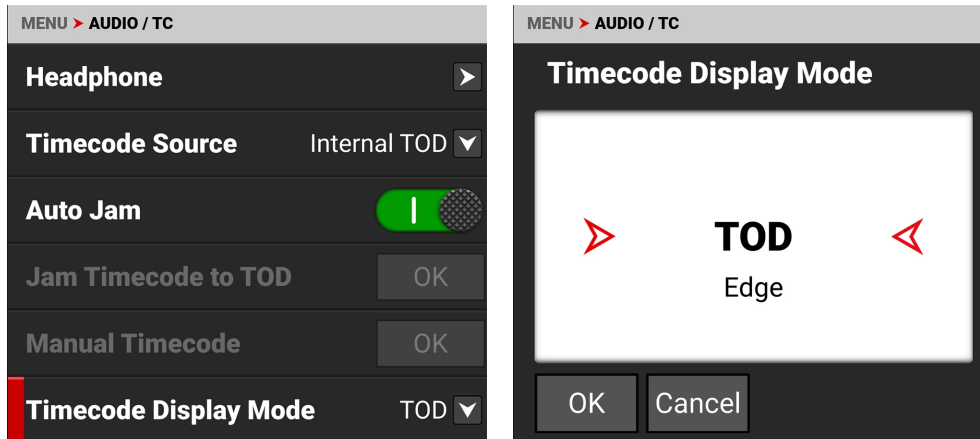 MENU > AUDIO / TC
Headphone
Timecode Source Internal TOD
Auto Jam
Jam Timecode to TOD OK
Manual Timecode OK
Timecode Display Mode TOD
MENU > AUDIO / TC
Timecode Display Mode
TOD
Edge
OK Cancel